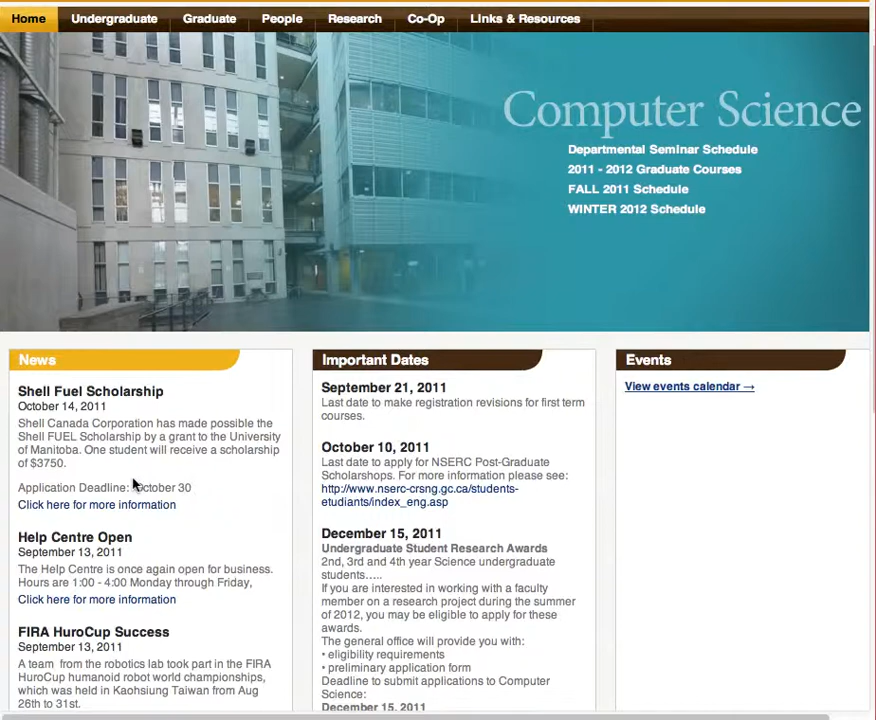 Home Undergraduate Graduate People Research Co-Op Links & Resources
Computer Science
Departmental Seminar Schedule
2011 - 2012 Graduate Courses
FALL 2011 Schedule
WINTER 2012 Schedule
News
Shell Fuel Scholarship
October 14, 2011
Shell Canada Corporation has made possible the
Shell FUEL Scholarship by a grant to the University
of Manitoba. One student will receive a scholarship
of $3750.
Application Deadline: October 30
Click here for more information
Help Centre Open
September 13, 2011
The Help Centre is once again open for business.
Hours are 1:00 - 4:00 Monday through Friday,
Click here for more information
FIRA HuroCup Success
September 13, 2011
A team from the robotics lab took part in the FIRA
HuroCup humanoid robot world championships,
which was held in Kaohsiung Taiwan from Aug
26th to 31st.
Important Dates
September 21, 2011
Last date to make registration revisions for first term
courses.
October 10, 2011
Last date to apply for NSERC Post-Graduate
Scholarshops. For more information please see:
http://www.nserc-crsng.gc.ca/students-
etudiants/index_eng.asp
December 15, 2011
Undergraduate Student Research Awards
2nd, 3rd and 4th year Science undergraduate
students.....
If you are interested in working with a faculty
member on a research project during the summer
of 2012, you may be eligible to apply for these
awards.
The general office will provide you with:
• eligibility requirements
• preliminary application form
Deadline to submit applications to Computer
Science:
December 15, 2011
Events
View events calendar →